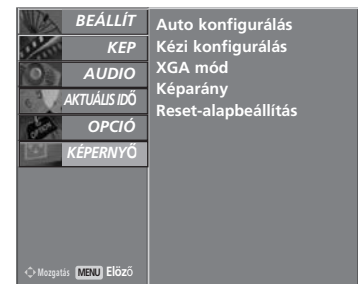 BEÁLLÍT
KEP
AUDIO
AKTUÁLIS IDŐ
OPCIÓ
KÉPERNYŐ
Auto konfigurálás
Kézi konfigurálás
XGA mód
Képarány
Reset-alapbeállítás
Mozgatás MENU Előző